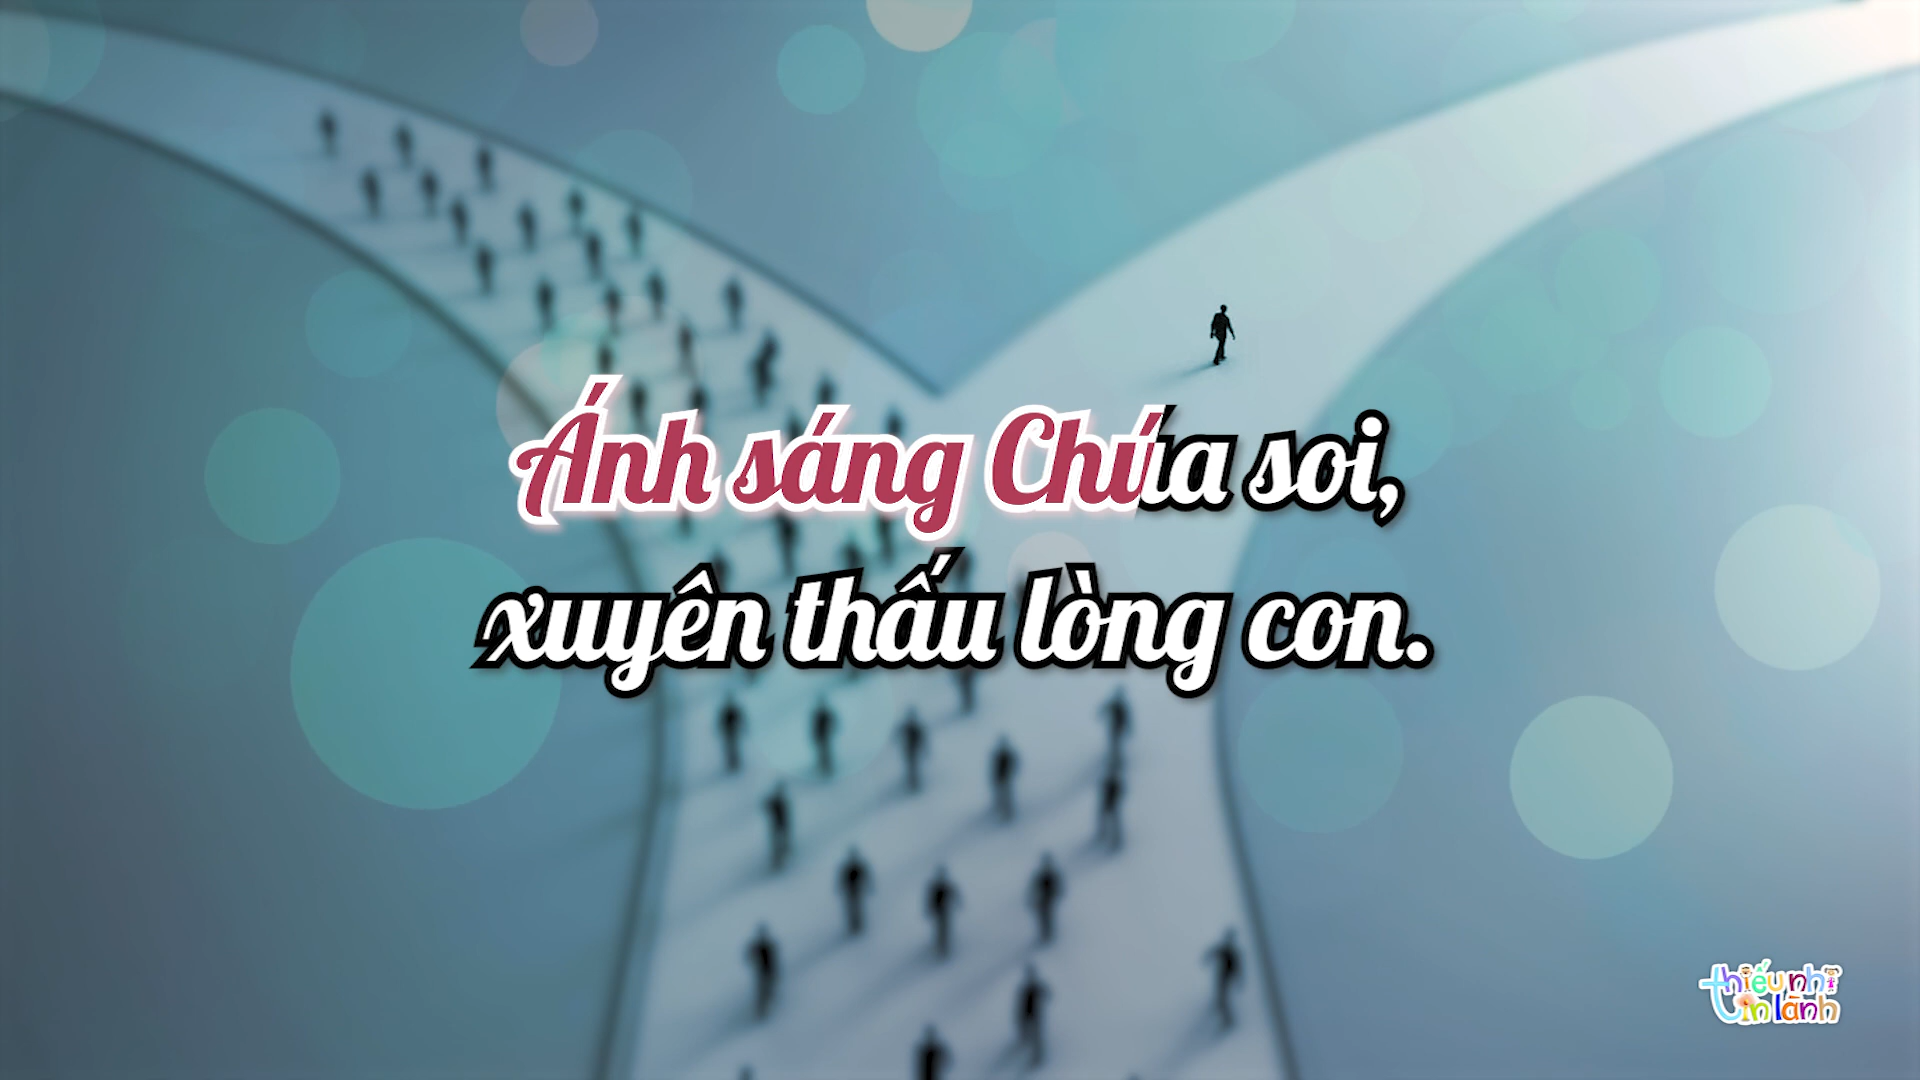 Ánh sáng Chúa soi,
xuyên thấu lòng con.
thiếu nhi
tin lành